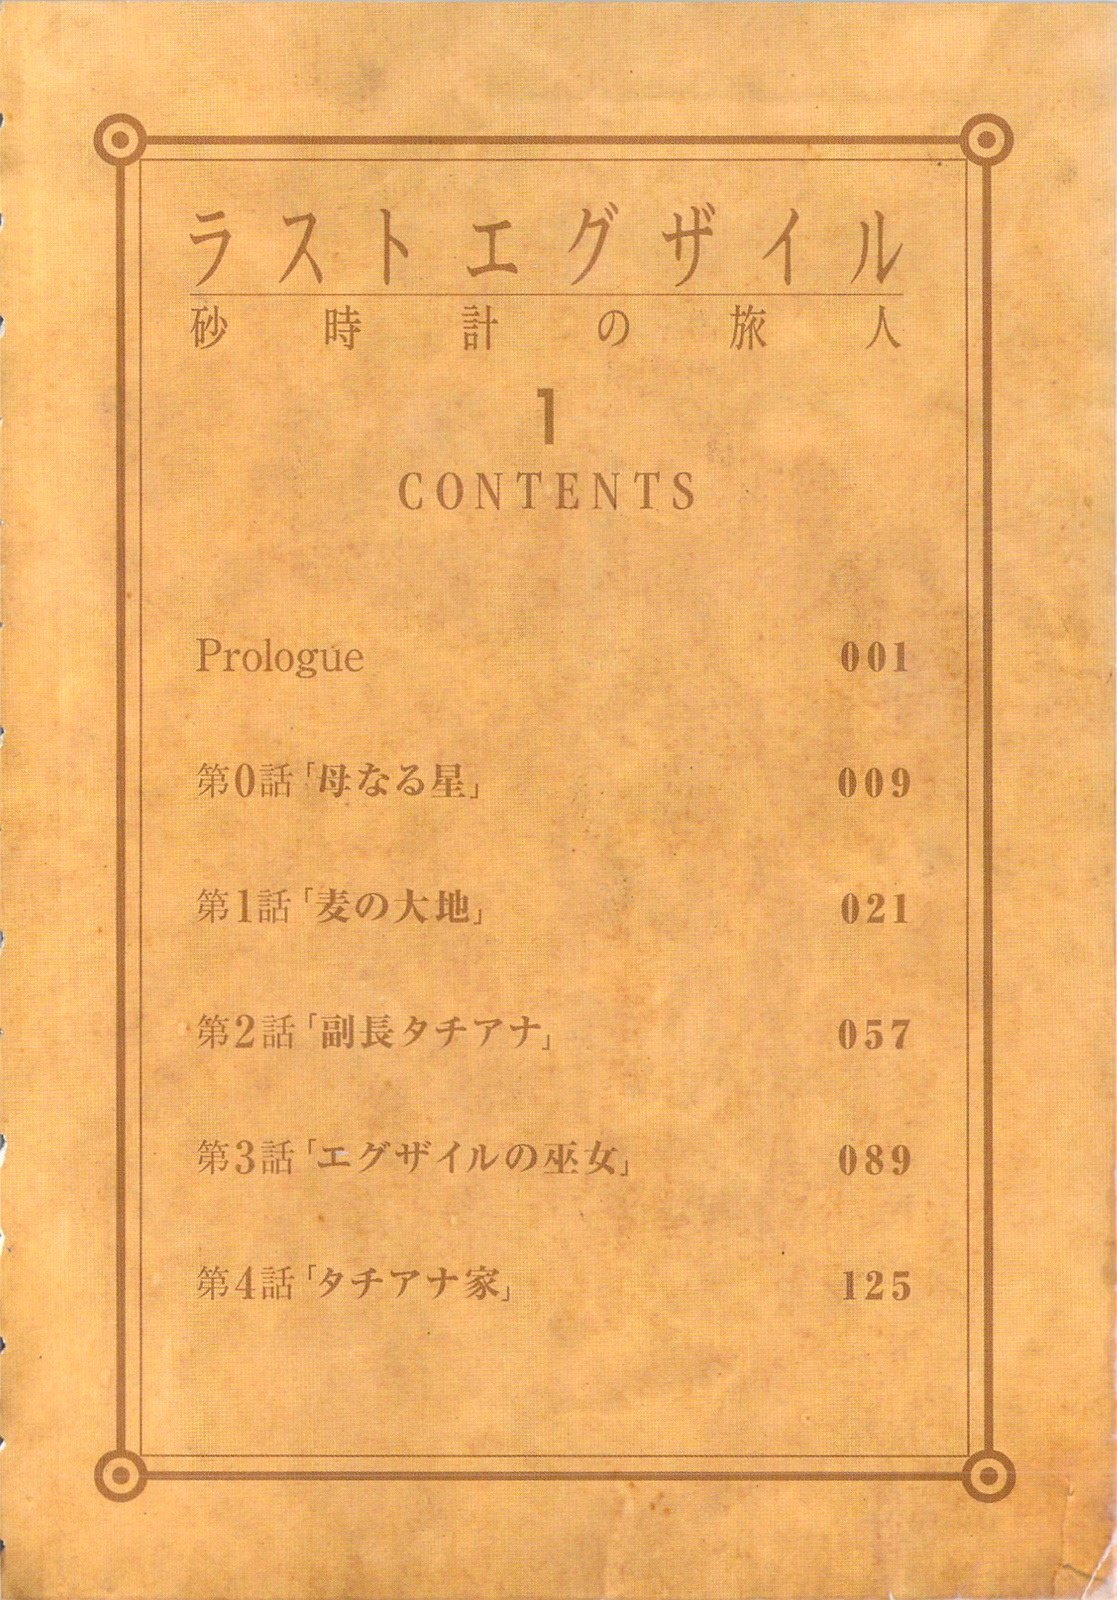 ラストエグザイル
砂時計の旅人
1
CONTENTS
Prologue 001
第0話「母なる星」 009
第1話「麦の大地」 021
第2話「副長タチアナ」 057
第3話「エグザイルの巫女」 089
第4話「タチアナ家」 125